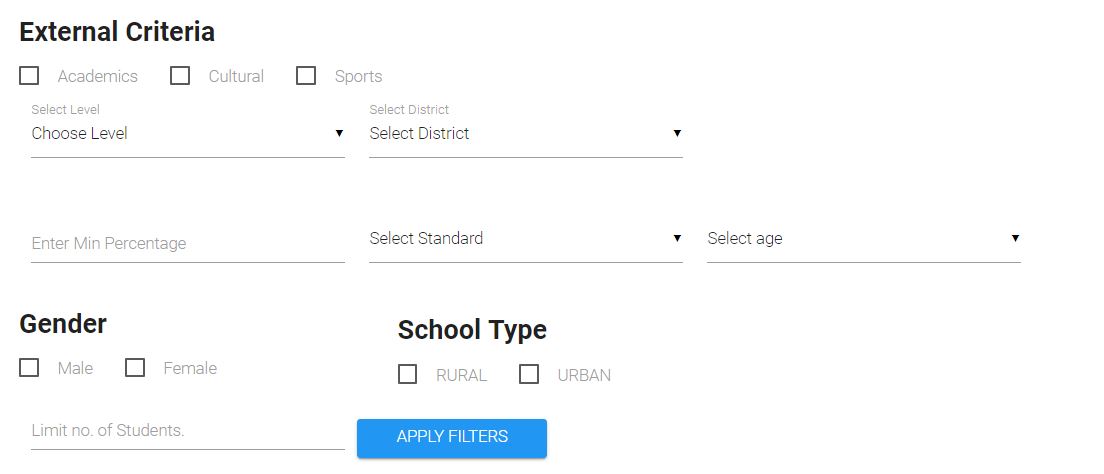 External Criteria
Academics Cultural Sports
Select Level Select District
Choose Level Select District
Enter Min Percentage Select Standard Select age
Gender School Type
Male Female RURAL URBAN
Limit no. of Students. APPLY FILTERS